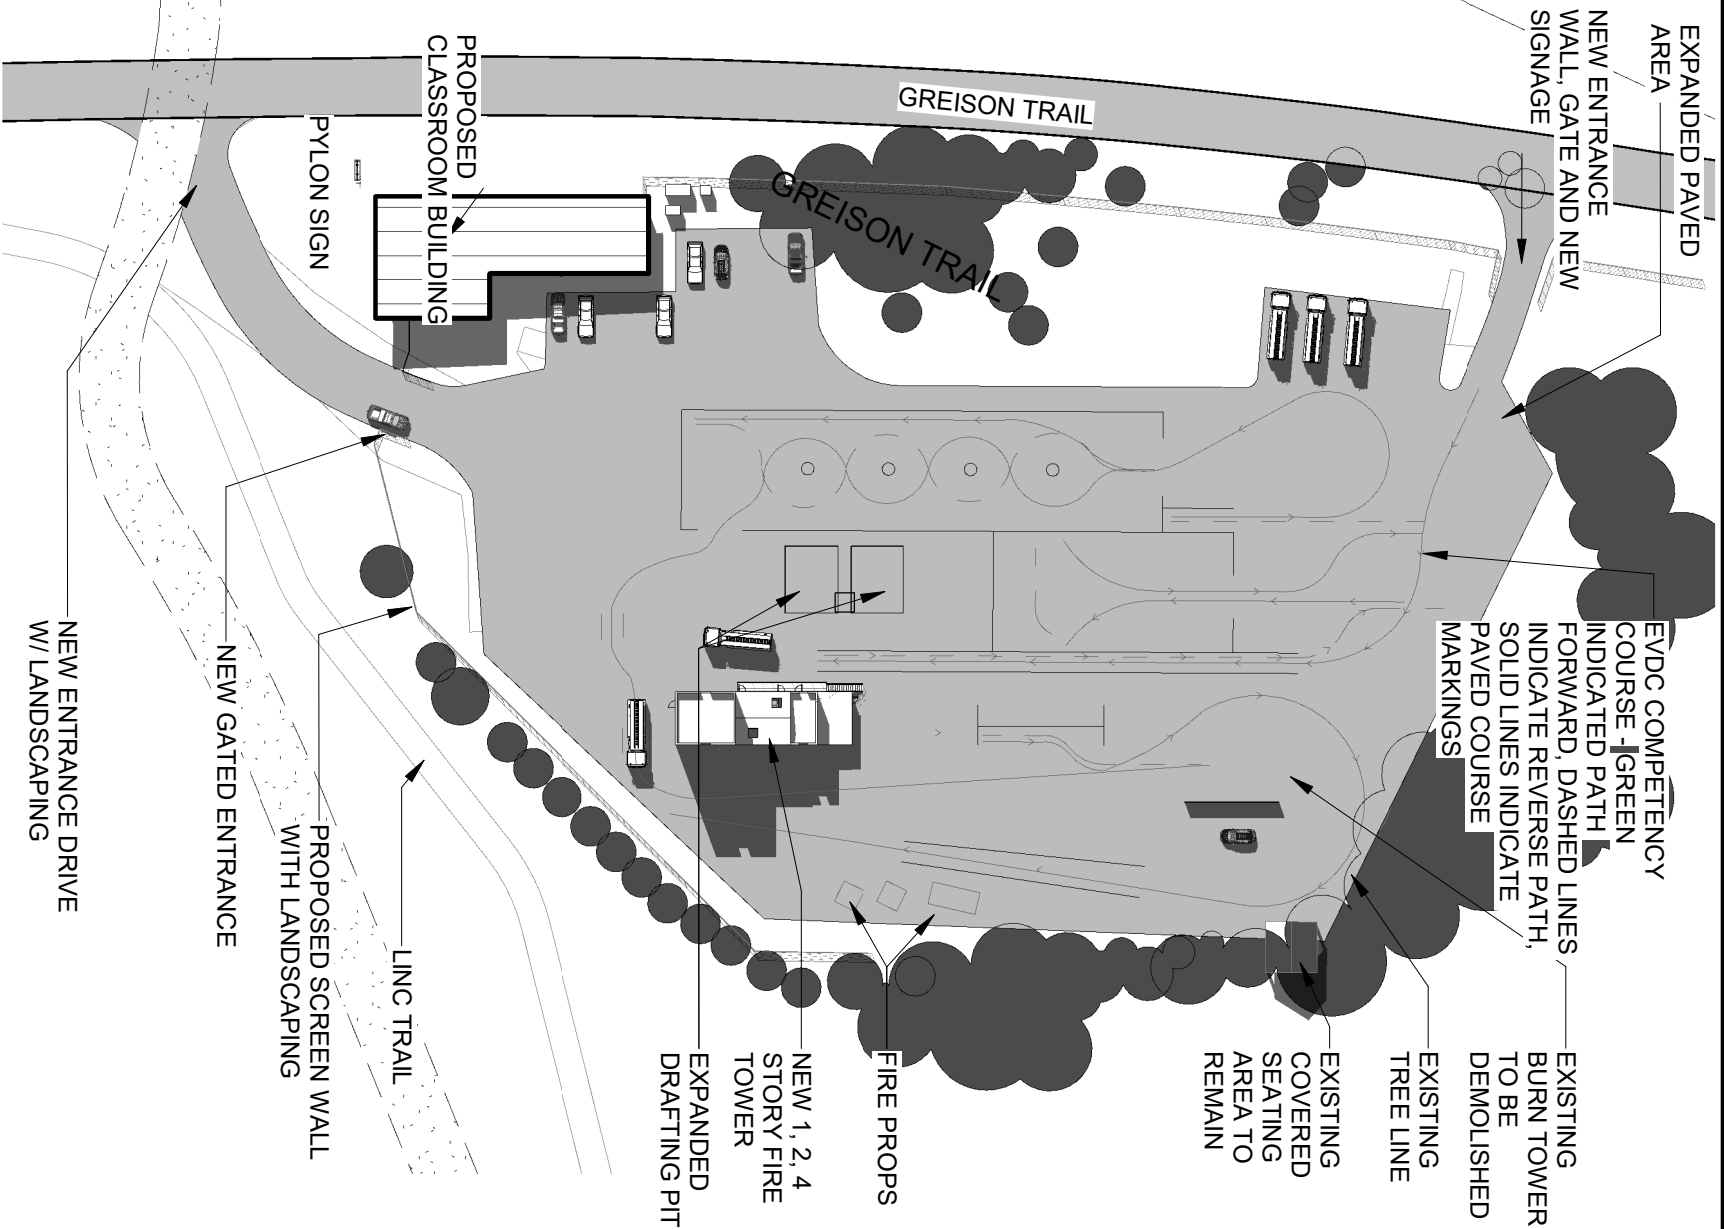 EXPANDED PAVED
AREA
NEW ENTRANCE
WALL, GATE AND NEW
SIGNAGE
GREISON TRAIL
GREISON TRAIL
PROPOSED
CLASSROOM BUILDING
PYLON SIGN
EVDC COMPETENCY
COURSE - GREEN
INDICATED PATH
FORWARD, DASHED LINES
INDICATE REVERSE PATH,
SOLID LINES INDICATE
PAVED COURSE
MARKINGS
EXISTING
BURN TOWER
TO BE
DEMOLISHED
EXISTING
TREE LINE
EXISTING
COVERED
SEATING
AREA TO
REMAIN
FIRE PROPS
NEW 1, 2, 4
STORY FIRE
TOWER
EXPANDED
DRAFTING PIT
LINC TRAIL
PROPOSED SCREEN WALL
WITH LANDSCAPING
NEW GATED ENTRANCE
NEW ENTRANCE DRIVE
W/ LANDSCAPING